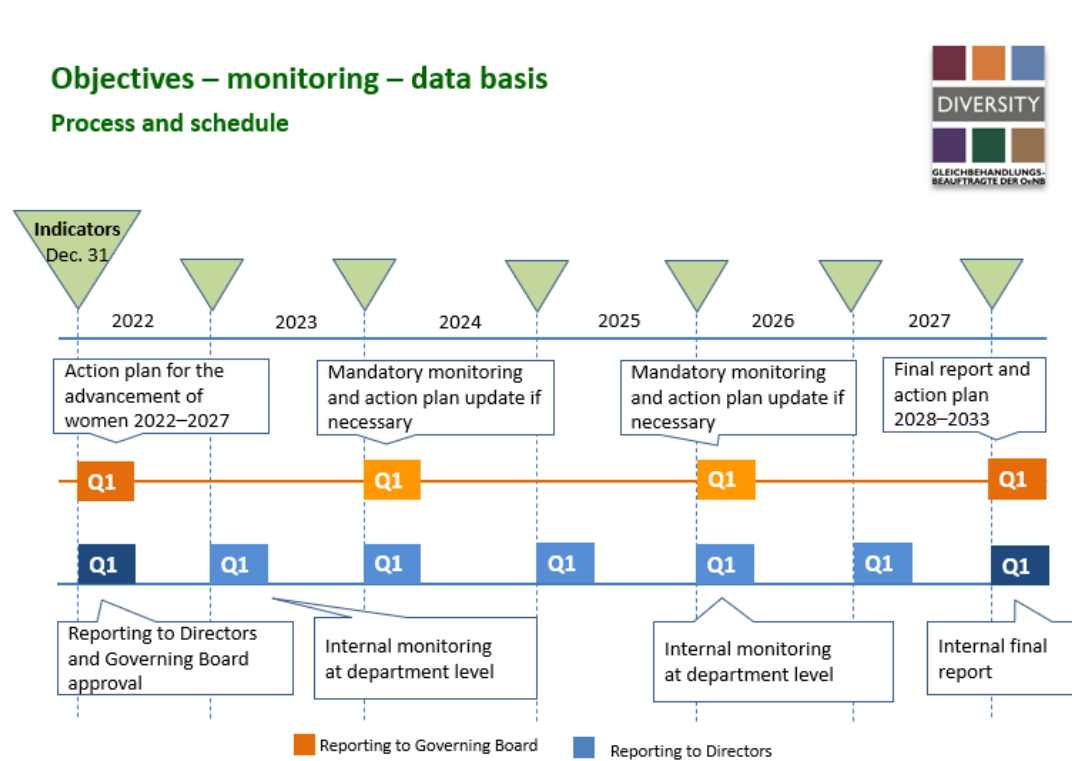 Objectives – monitoring – data basis
Process and schedule
DIVERSITY
GLEICHBEHANDLUNGS-
BEAUFTRAGTE DER OeNB
Indicators
Dec. 31
2022
2023
2024
2025
2026
2027
Action plan for the
advancement of
women 2022–2027
Mandatory monitoring
and action plan update if
necessary
Mandatory monitoring
and action plan update if
necessary
Final report and
action plan
2028–2033
Q1
Q1
Q1
Q1
Q1
Q1
Q1
Q1
Q1
Q1
Q1
Reporting to Directors
and Governing Board
approval
Internal monitoring
at department level
Internal monitoring
at department level
Internal final
report
Reporting to Governing Board
Reporting to Directors